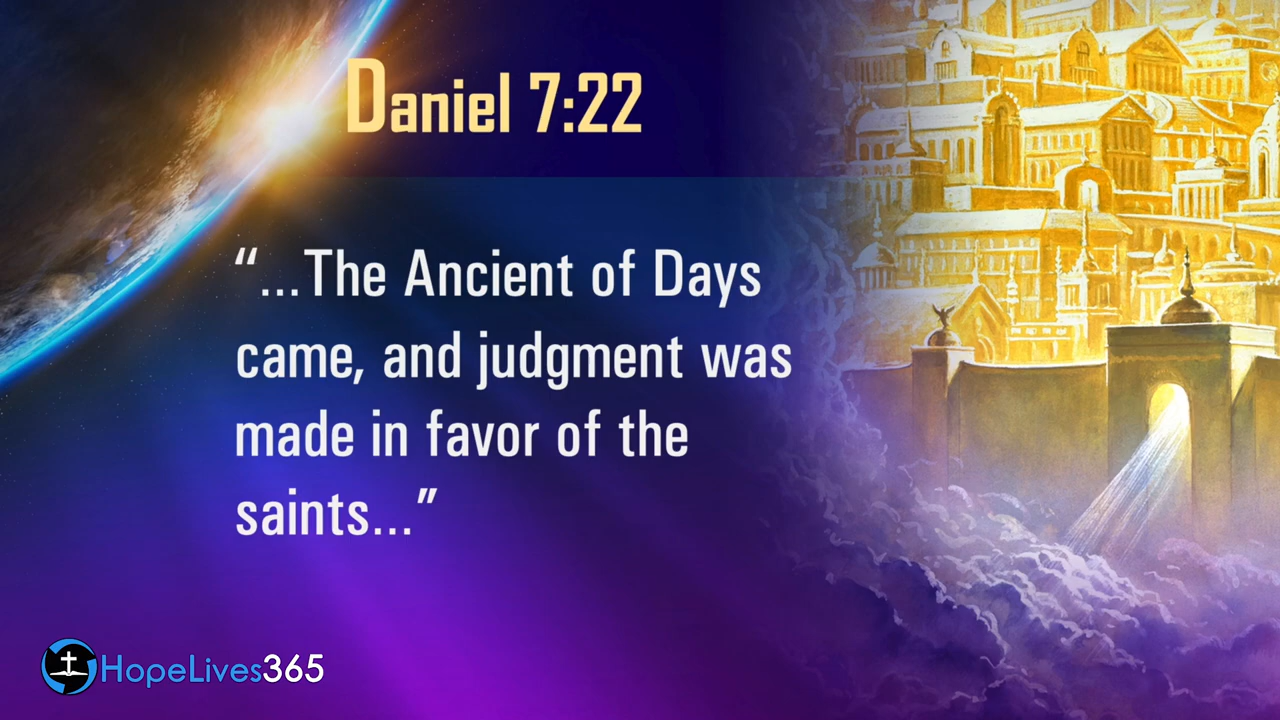 Daniel 7:22
“...The Ancient of Days
came, and judgment was
made in favor of the
saints...”
HopeLives365